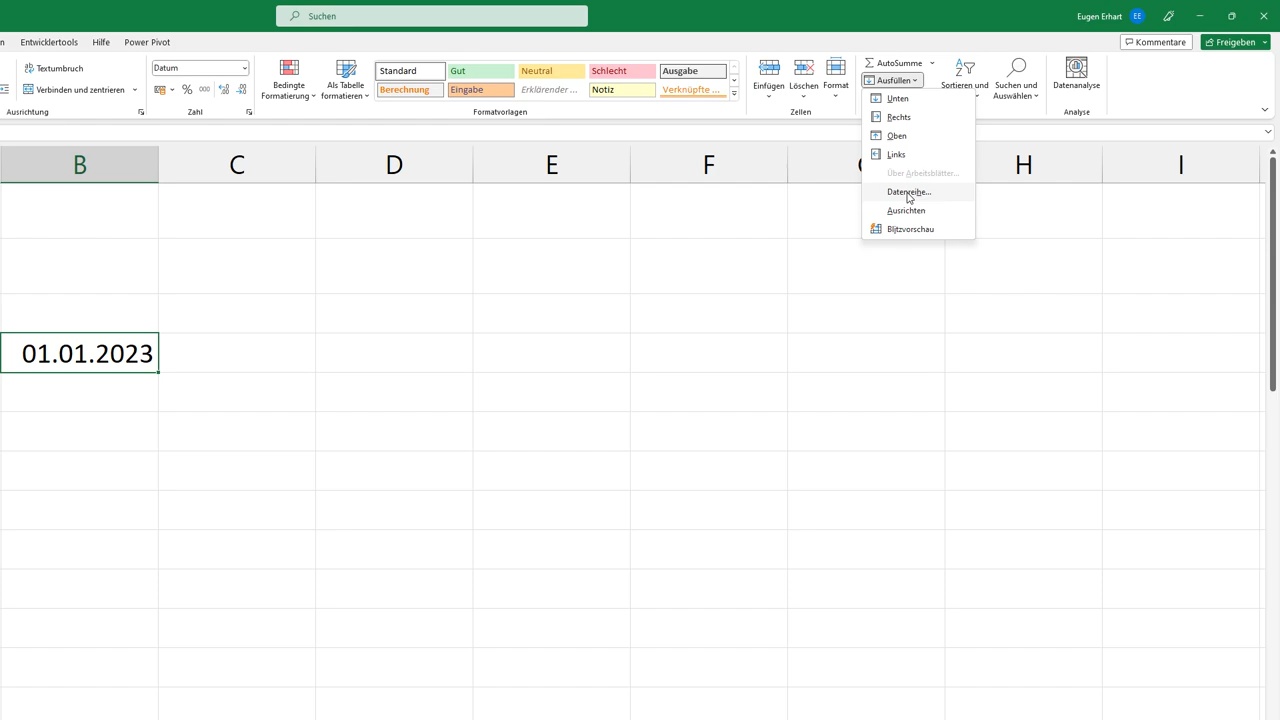 Suchen
Eugen Erhart EE
n Entwicklertools Hilfe Power Pivot
Kommentare
Freigeben
Textumbruch
Verbinden und zentrieren
Ausrichtung
Datum
% 000
Zahl
Bedingte
Formatierung
Als Tabelle
formatieren
Standard Gut Neutral Schlecht Ausgabe
Berechnung Eingabe Erklärender ... Notiz Verknüpfte ...
Formatvorlagen
Einfügen Löschen Format
Zellen
AutoSumme
Ausfüllen
Sortieren und
Suchen und
Auswählen
Datenanalyse
Analyse
Unten
Rechts
Oben
Links
Über Arbeitsblätter...
Datenreihe...
Ausrichten
Blitzvorschau
B C D E F G H I
01.01.2023